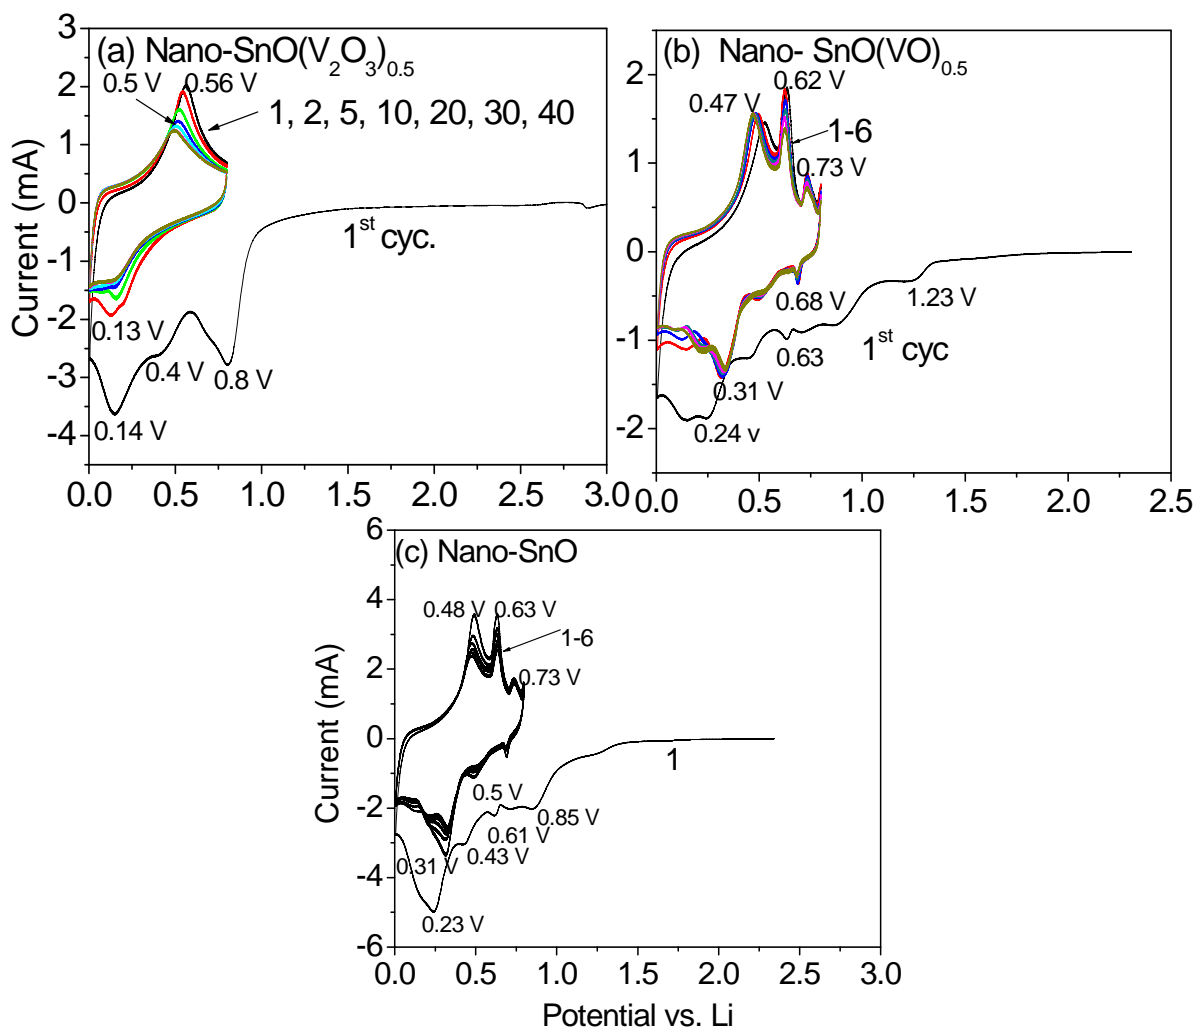 (a) Nano-SnO(V2O3)0.5
0.5 V
0.56V
1, 2, 5, 10, 20, 30, 40
1st cyc.
0.13 V
0.4 V
0.8 V
0.14 V
Current (mA)
3
2
1
0
-1
-2
-3
-4
0.0 0.5 1.0 1.5 2.0 2.5 3.0
(b) Nano- SnO(VO)0.5
0.62 V
0.47 V
1-6
0.73 V
0.68 V
1.23 V
0.63
1st cyc
0.31 V
0.24 v
2
1
0
-1
-2
0.0 0.5 1.0 1.5 2.0 2.5
(c) Nano-SnO
0.48 V
0.63 V
1-6
0.73 V
1
0.5 V
0.85 V
0.61 V
0.43 V
0.31 V
0.23 V
Current (mA)
6
4
2
0
-2
-4
-6
0.0 0.5 1.0 1.5 2.0 2.5 3.0
Potential vs. Li